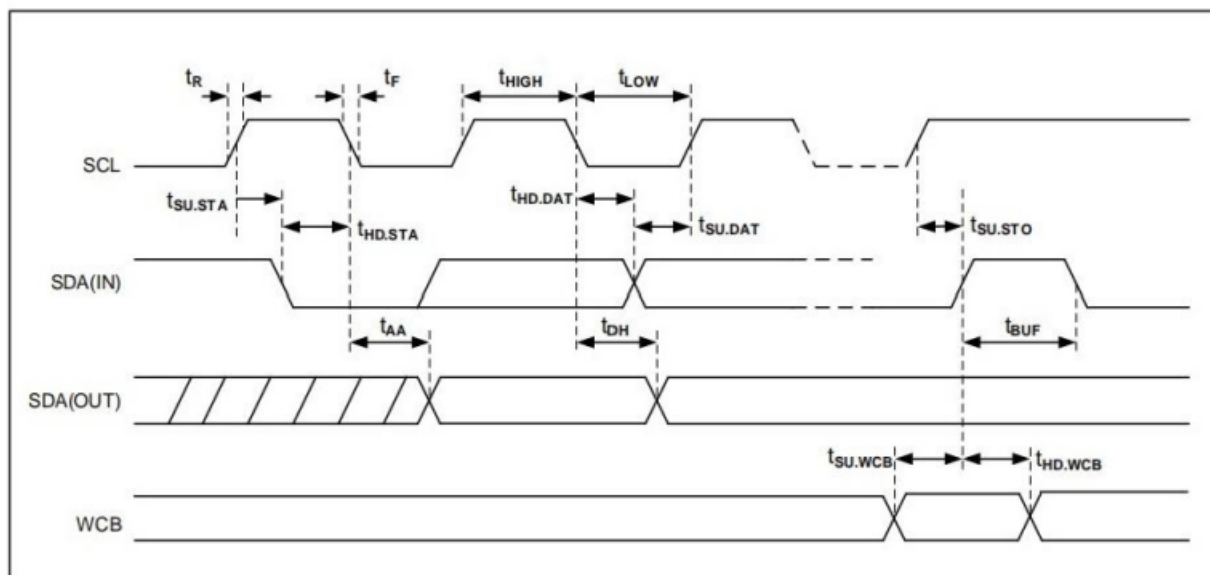 tR tF tHIGH tLOW
SCL
tSU.STA tHD.STA tHD.DAT tSU.DAT tSU.STO
SDA(IN)
tAA tDH tBUF
SDA(OUT)
tSU.WCB tHD.WCB
WCB